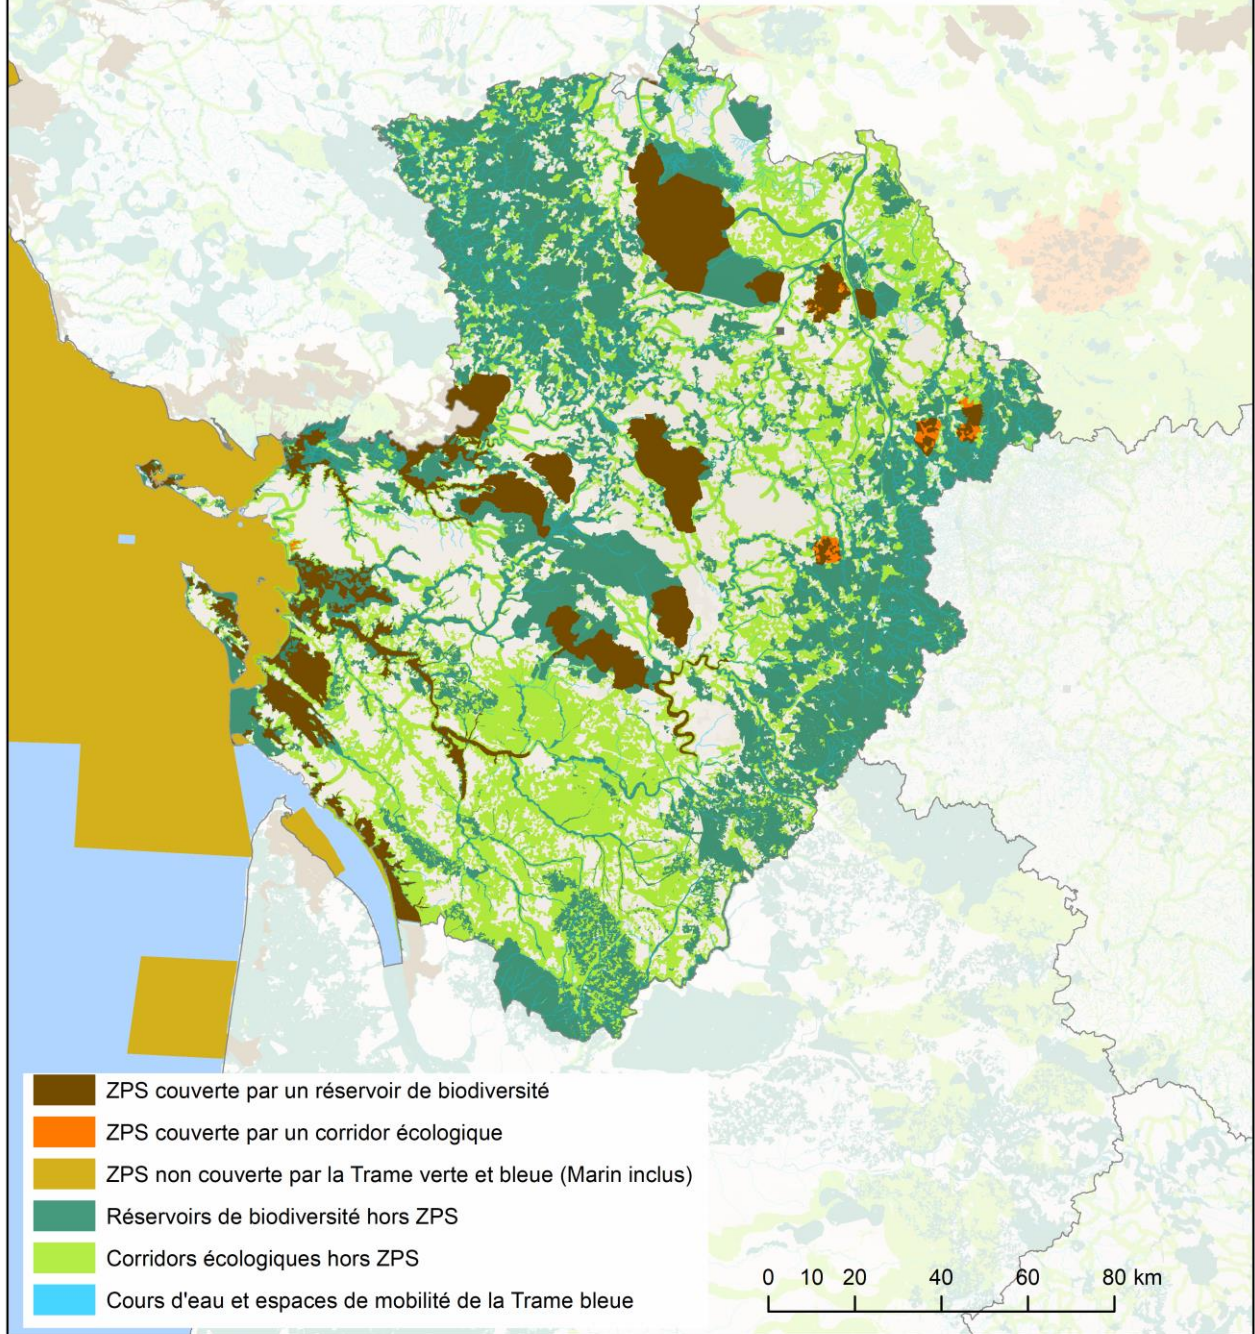 ZPS couverte par un réservoir de biodiversité
ZPS couverte par un corridor écologique
ZPS non couverte par la Trame verte et bleue (Marin inclus)
Réservoirs de biodiversité hors ZPS
Corridors écologiques hors ZPS
Cours d'eau et espaces de mobilité de la Trame bleue
0 10 20 40 60 80 km